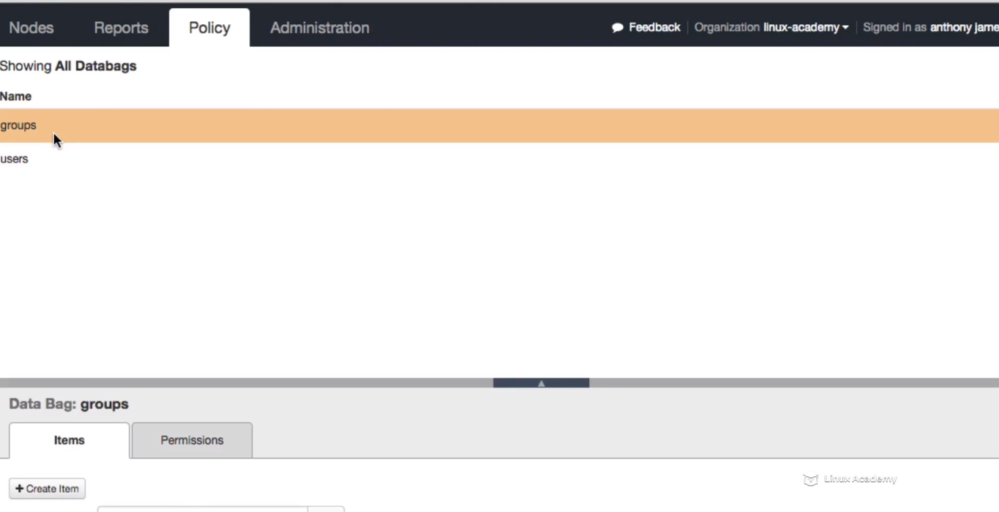 Nodes Reports Policy Administration Feedback Organization linux-academy Signed in as anthony jame
Showing All Databags
Name
groups
users
Data Bag: groups
Items Permissions
+ Create Item
Linux Academy